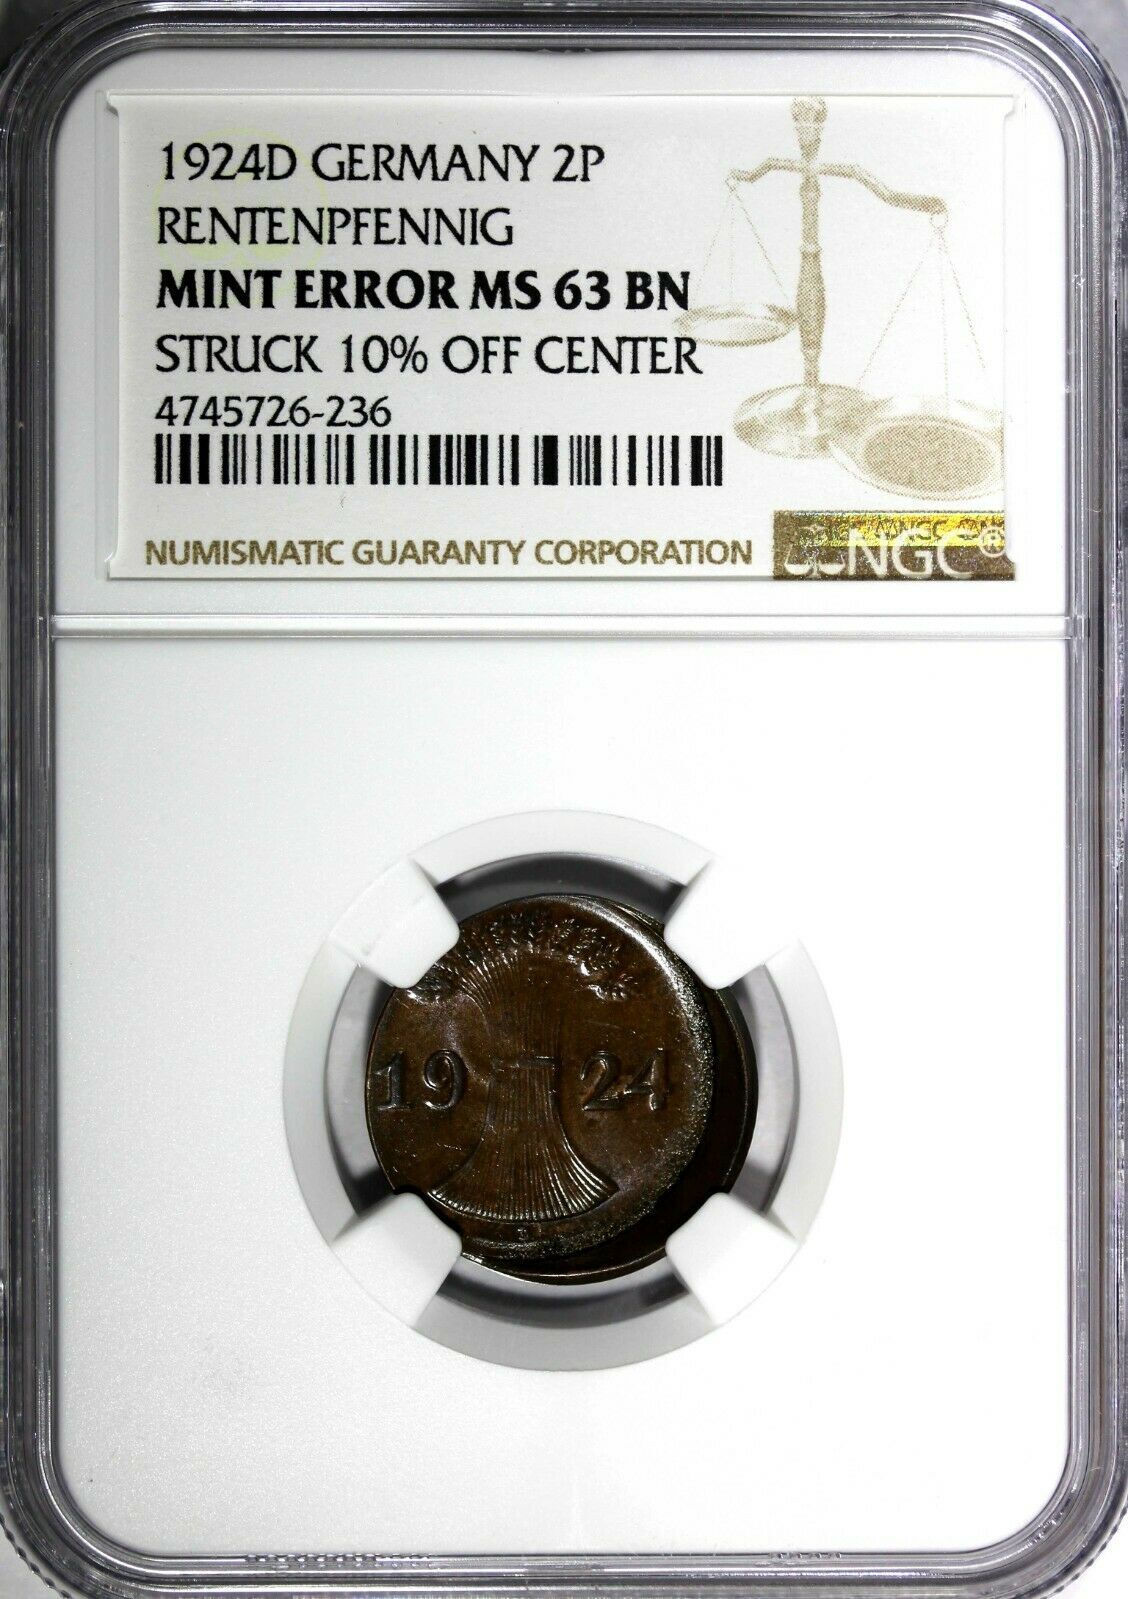 1924D GERMANY 2P
RENTENPFENNIG
MINT ERROR MS 63 BN
STRUCK 10% OFF CENTER
4745726-236
NUMISMATIC GUARANTY CORPORATION
NGC®
19 24